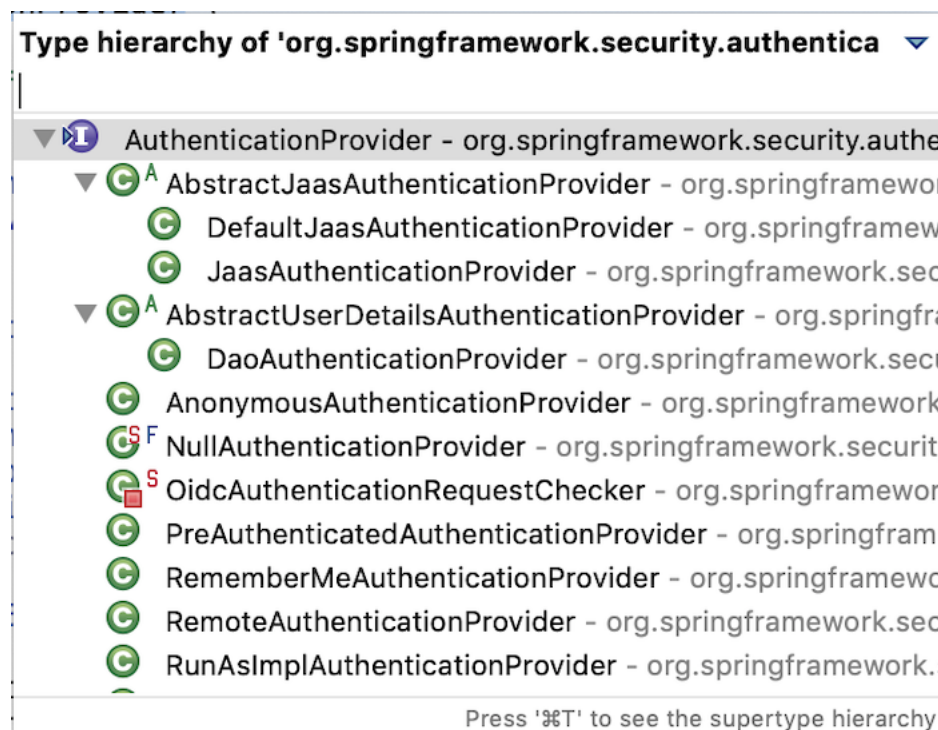 Type hierarchy of 'org.springframework.security.authentica
I AuthenticationProvider - org.springframework.security.authe
C A AbstractJaasAuthenticationProvider - org.springframewor
C DefaultJaasAuthenticationProvider - org.springframew
C JaasAuthenticationProvider - org.springframework.sec
C A AbstractUserDetailsAuthenticationProvider - org.springfra
C DaoAuthenticationProvider - org.springframework.secu
C AnonymousAuthenticationProvider - org.springframework
C S F NullAuthenticationProvider - org.springframework.securit
C S OidcAuthenticationRequestChecker - org.springframewor
C PreAuthenticatedAuthenticationProvider - org.springfram
C RememberMeAuthenticationProvider - org.springframewo
C RemoteAuthenticationProvider - org.springframework.sec
C RunAsImplAuthenticationProvider - org.springframework.
Press '⌘T' to see the supertype hierarchy